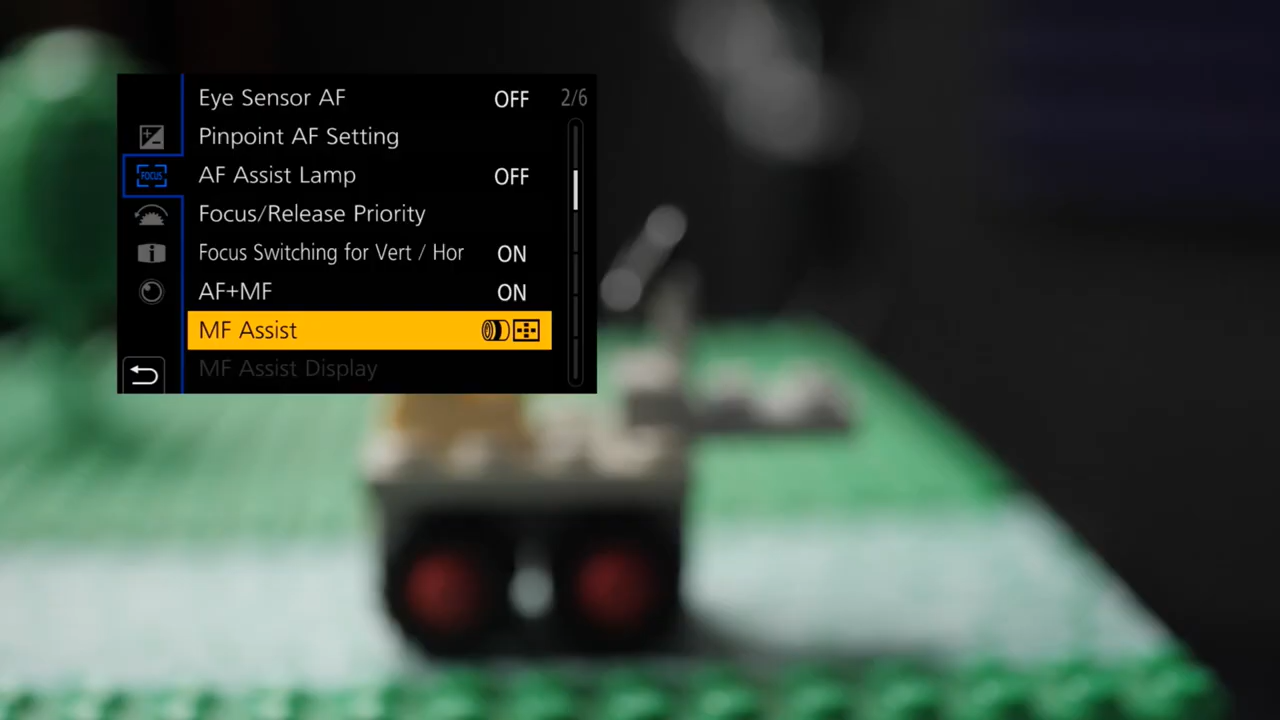 Eye Sensor AF OFF 2/6
Pinpoint AF Setting
AF Assist Lamp OFF
FOCUS
Focus/Release Priority
Focus Switching for Vert / Hor ON
AF+MF ON
MF Assist
MF Assist Display